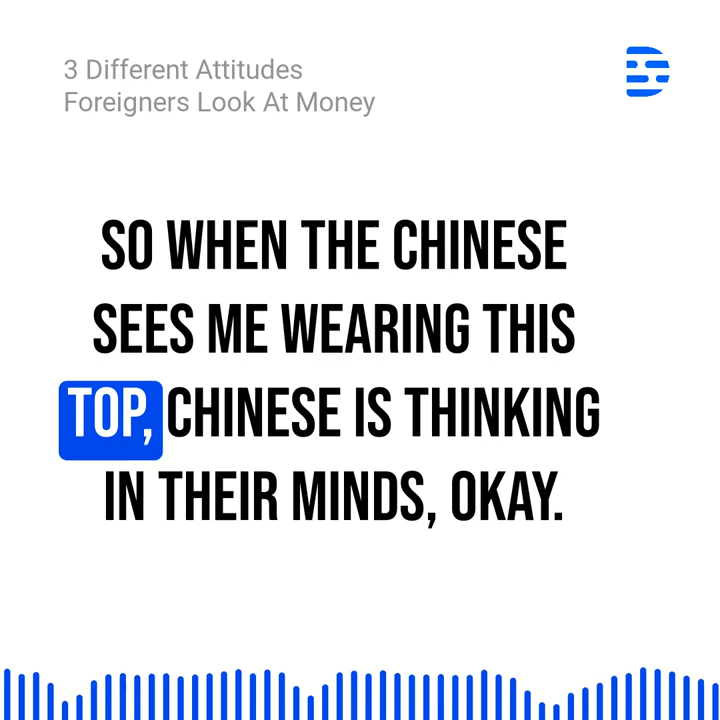 3 Different Attitudes
Foreigners Look At Money
SO WHEN THE CHINESE
SEES ME WEARING THIS
TOP, CHINESE IS THINKING
IN THEIR MINDS, OKAY.